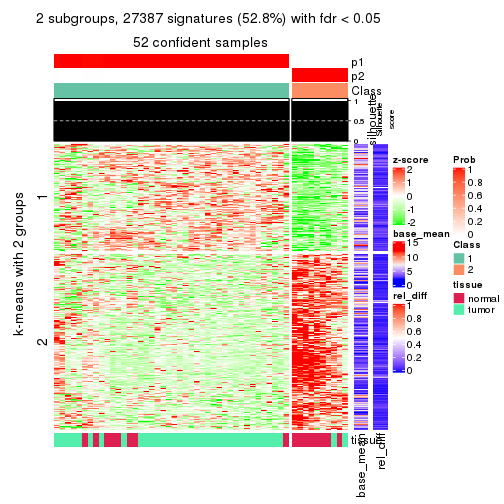 2 subgroups, 27387 signatures (52.8%) with fdr < 0.05
52 confident samples
p1
p2
Class
1
0.5
0
silhouette
Silhouette
score
k-means with 2 groups
1
2
tissue
base_mean
rel_diff
z-score
2
1
0
-1
-2
base_mean
15
10
5
0
rel_diff
1
0.8
0.6
0.4
0.2
0
Prob
1
0.8
0.6
0.4
0.2
0
Class
1
2
tissue
normal
tumor